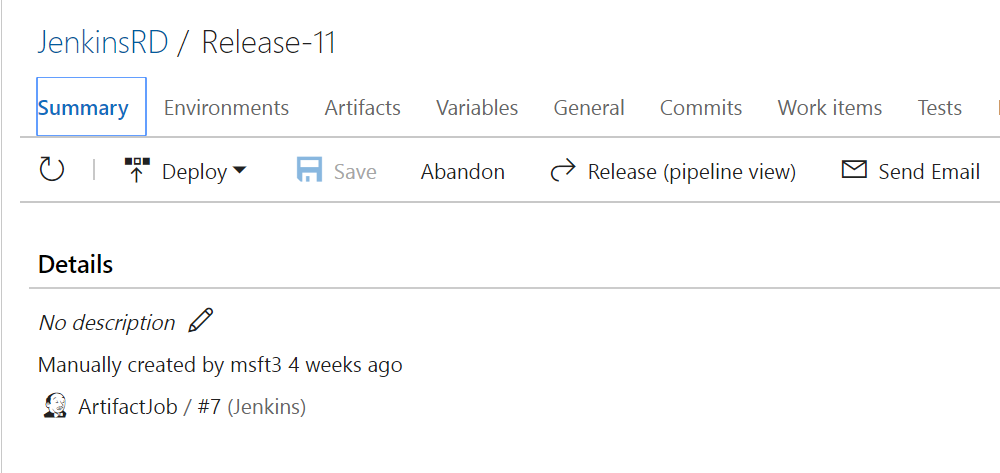 JenkinsRD / Release-11
Summary Environments Artifacts Variables General Commits Work items Tests
Deploy Save Abandon Release (pipeline view) Send Email
Details
No description
Manually created by msft3 4 weeks ago
ArtifactJob / #7 (Jenkins)